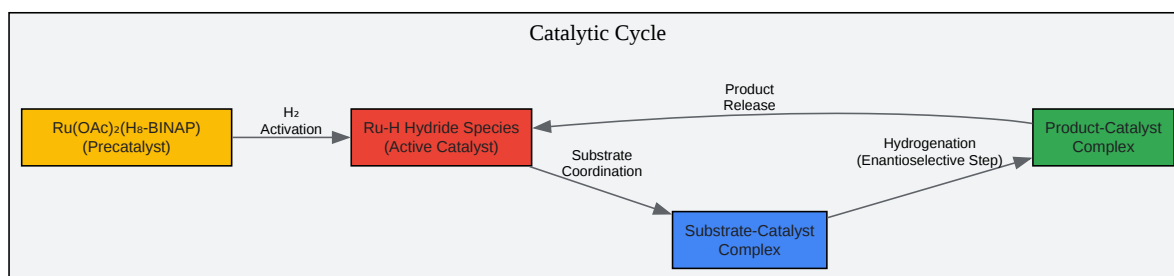 Catalytic Cycle
Ru(OAc)₂(H₈-BINAP)
(Precatalyst)
H₂
Activation
Ru-H Hydride Species
(Active Catalyst)
Product
Release
Substrate
Coordination
Substrate-Catalyst
Complex
Hydrogenation
(Enantioselective Step)
Product-Catalyst
Complex